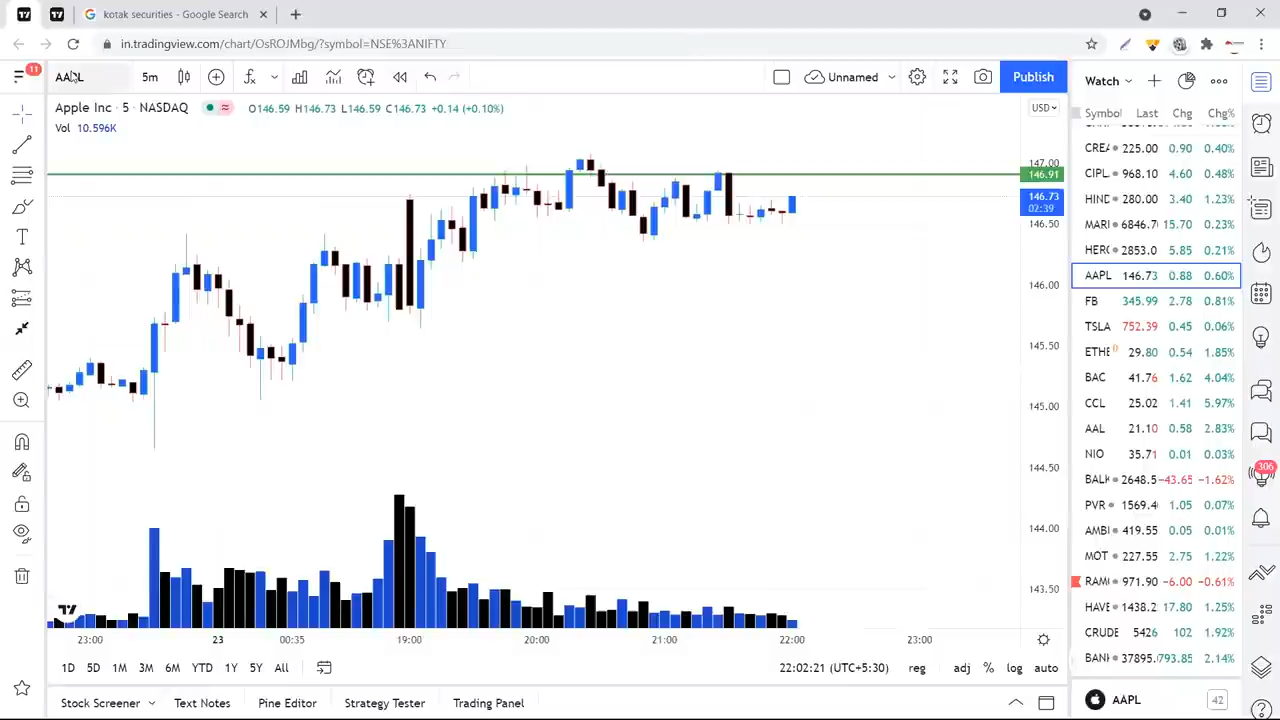 kotak securities - Google Search
in.tradingview.com/chart/OsROJMbg/?symbol=NSE%3ANIFTY
11
AAPL
5m
Unnamed
Publish
Apple Inc · 5 · NASDAQ
O146.59 H146.73 L146.59 C146.73 +0.14 (+0.10%)
Vol 10.596K
USD
147.00
146.91
146.73
02:39
146.50
146.00
145.50
145.00
144.50
144.00
143.50
23:00 23 00:35 19:00 20:00 21:00 22:00 23:00
1D 5D 1M 3M 6M YTD 1Y 5Y All
22:02:21 (UTC+5:30) reg adj % log auto
Stock Screener Text Notes Pine Editor Strategy Tester Trading Panel
Watch
Symbol Last Chg Chg%
CREA 225.00 0.90 0.40%
CIPL 968.10 4.60 0.48%
HIND 280.00 3.40 1.23%
MARI 6846.70 15.70 0.23%
HERO 2853.0 5.85 0.21%
AAPL 146.73 0.88 0.60%
FB 345.99 2.78 0.81%
TSLA 752.39 0.45 0.06%
ETHE 29.80 0.54 1.85%
BAC 41.76 1.62 4.04%
CCL 25.02 1.41 5.97%
AAL 21.10 0.58 2.83%
NIO 35.71 0.01 0.03%
BALK 2648.5 −43.65 −1.62%
PVR 1569.4 1.05 0.07%
AMBI 419.55 0.05 0.01%
MOT 227.55 2.75 1.22%
RAMC 971.90 −6.00 −0.61%
HAVE 1438.2 17.80 1.25%
CRUDE 5426 102 1.92%
BANK 37895. 793.85 2.14%
AAPL 42
306